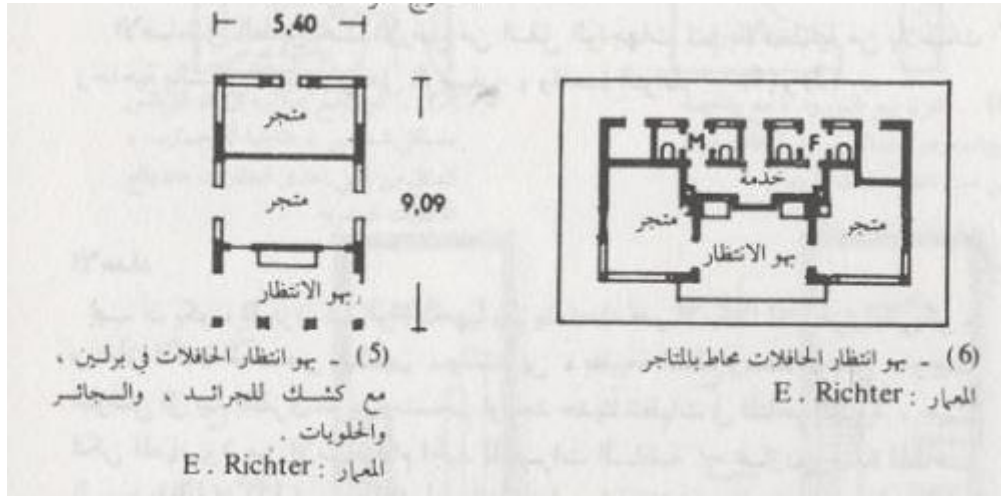 5,40
متجر
متجر
9,09
بهو الانتظار
(5) ـ بهو انتظار الحافلات في برلين ،
مع كشك للجرائد ، والسجائر
والحلويات .
المعمار : E . Richter
M
F
خدمة
متجر
متجر
بهو الانتظار
(6) ـ بهو انتظار الحافلات محاط بالمتاجر
المعمار : E . Richter